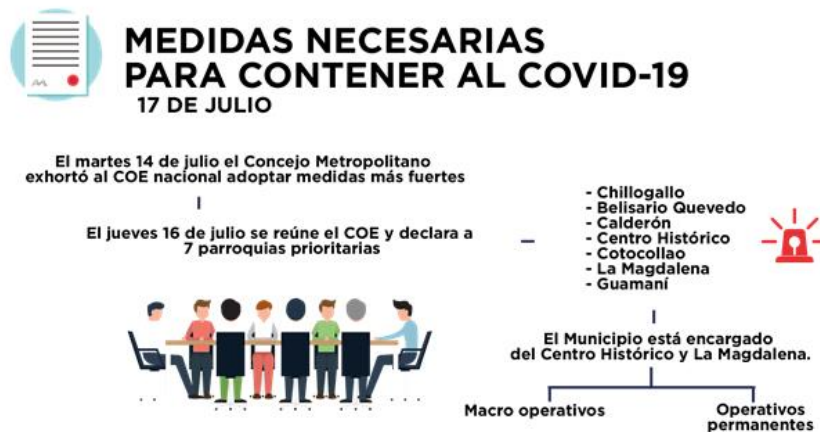 MEDIDAS NECESARIAS
PARA CONTENER AL COVID-19
17 DE JULIO
El martes 14 de julio el Concejo Metropolitano
exhortó al COE nacional adoptar medidas más fuertes
El jueves 16 de julio se reúne el COE y declara a
7 parroquias prioritarias
- Chillogallo
- Belisario Quevedo
- Calderón
- Centro Histórico
- Cotocollao
- La Magdalena
- Guamaní
El Municipio está encargado
del Centro Histórico y La Magdalena.
Macro operativos
Operativos
permanentes